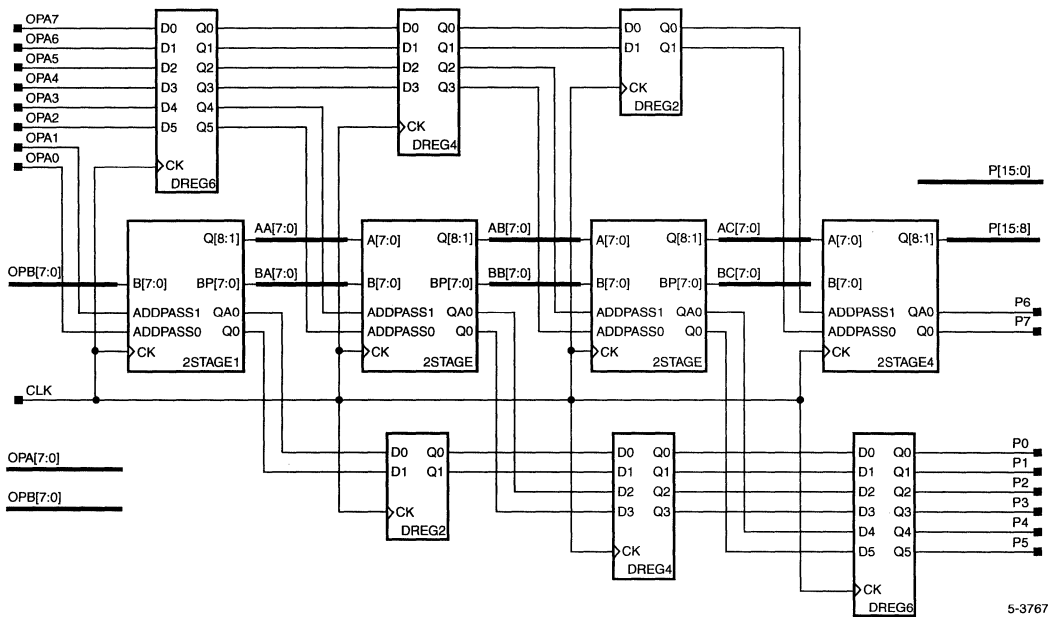 OPA7
OPA6
OPA5
OPA4
OPA3
OPA2
OPA1
OPA0
D0 Q0
D1 Q1
D2 Q2
D3 Q3
D4 Q4
D5 Q5
CK
DREG6
D0 Q0
D1 Q1
D2 Q2
D3 Q3
CK
DREG4
D0 Q0
D1 Q1
CK
DREG2
P[15:0]
OPB[7:0]
Q[8:1]
B[7:0] BP[7:0]
ADDPASS1 QA0
ADDPASS0 Q0
CK
2STAGE1
AA[7:0]
BA[7:0]
A[7:0] Q[8:1]
B[7:0] BP[7:0]
ADDPASS1 QA0
ADDPASS0 Q0
CK
2STAGE
AB[7:0]
BB[7:0]
A[7:0] Q[8:1]
B[7:0] BP[7:0]
ADDPASS1 QA0
ADDPASS0 Q0
CK
2STAGE
AC[7:0]
BC[7:0]
A[7:0] Q[8:1]
B[7:0]
ADDPASS1 QA0
ADDPASS0 Q0
CK
2STAGE4
P[15:8]
P6
P7
CLK
OPA[7:0]
OPB[7:0]
D0 Q0
D1 Q1
CK
DREG2
D0 Q0
D1 Q1
D2 Q2
D3 Q3
CK
DREG4
D0 Q0
D1 Q1
D2 Q2
D3 Q3
D4 Q4
D5 Q5
CK
DREG6
P0
P1
P2
P3
P4
P5
5-3767